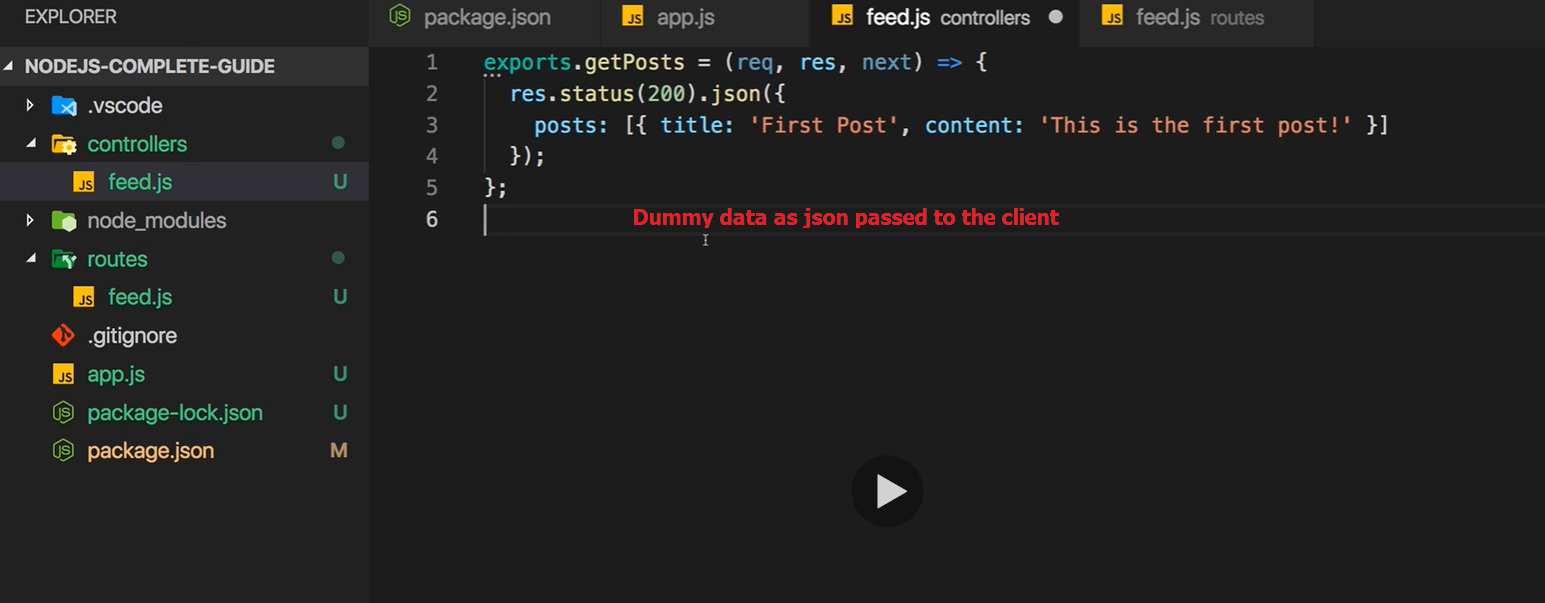 EXPLORER
NODEJS-COMPLETE-GUIDE
.vscode
controllers
feed.js U
node_modules
routes
feed.js U
.gitignore
app.js U
package-lock.json U
package.json M
package.json app.js feed.js controllers feed.js routes
1 exports.getPosts = (req, res, next) => {
2 res.status(200).json({
3 posts: [{ title: 'First Post', content: 'This is the first post!' }]
4 });
5 };
6 Dummy data as json passed to the client